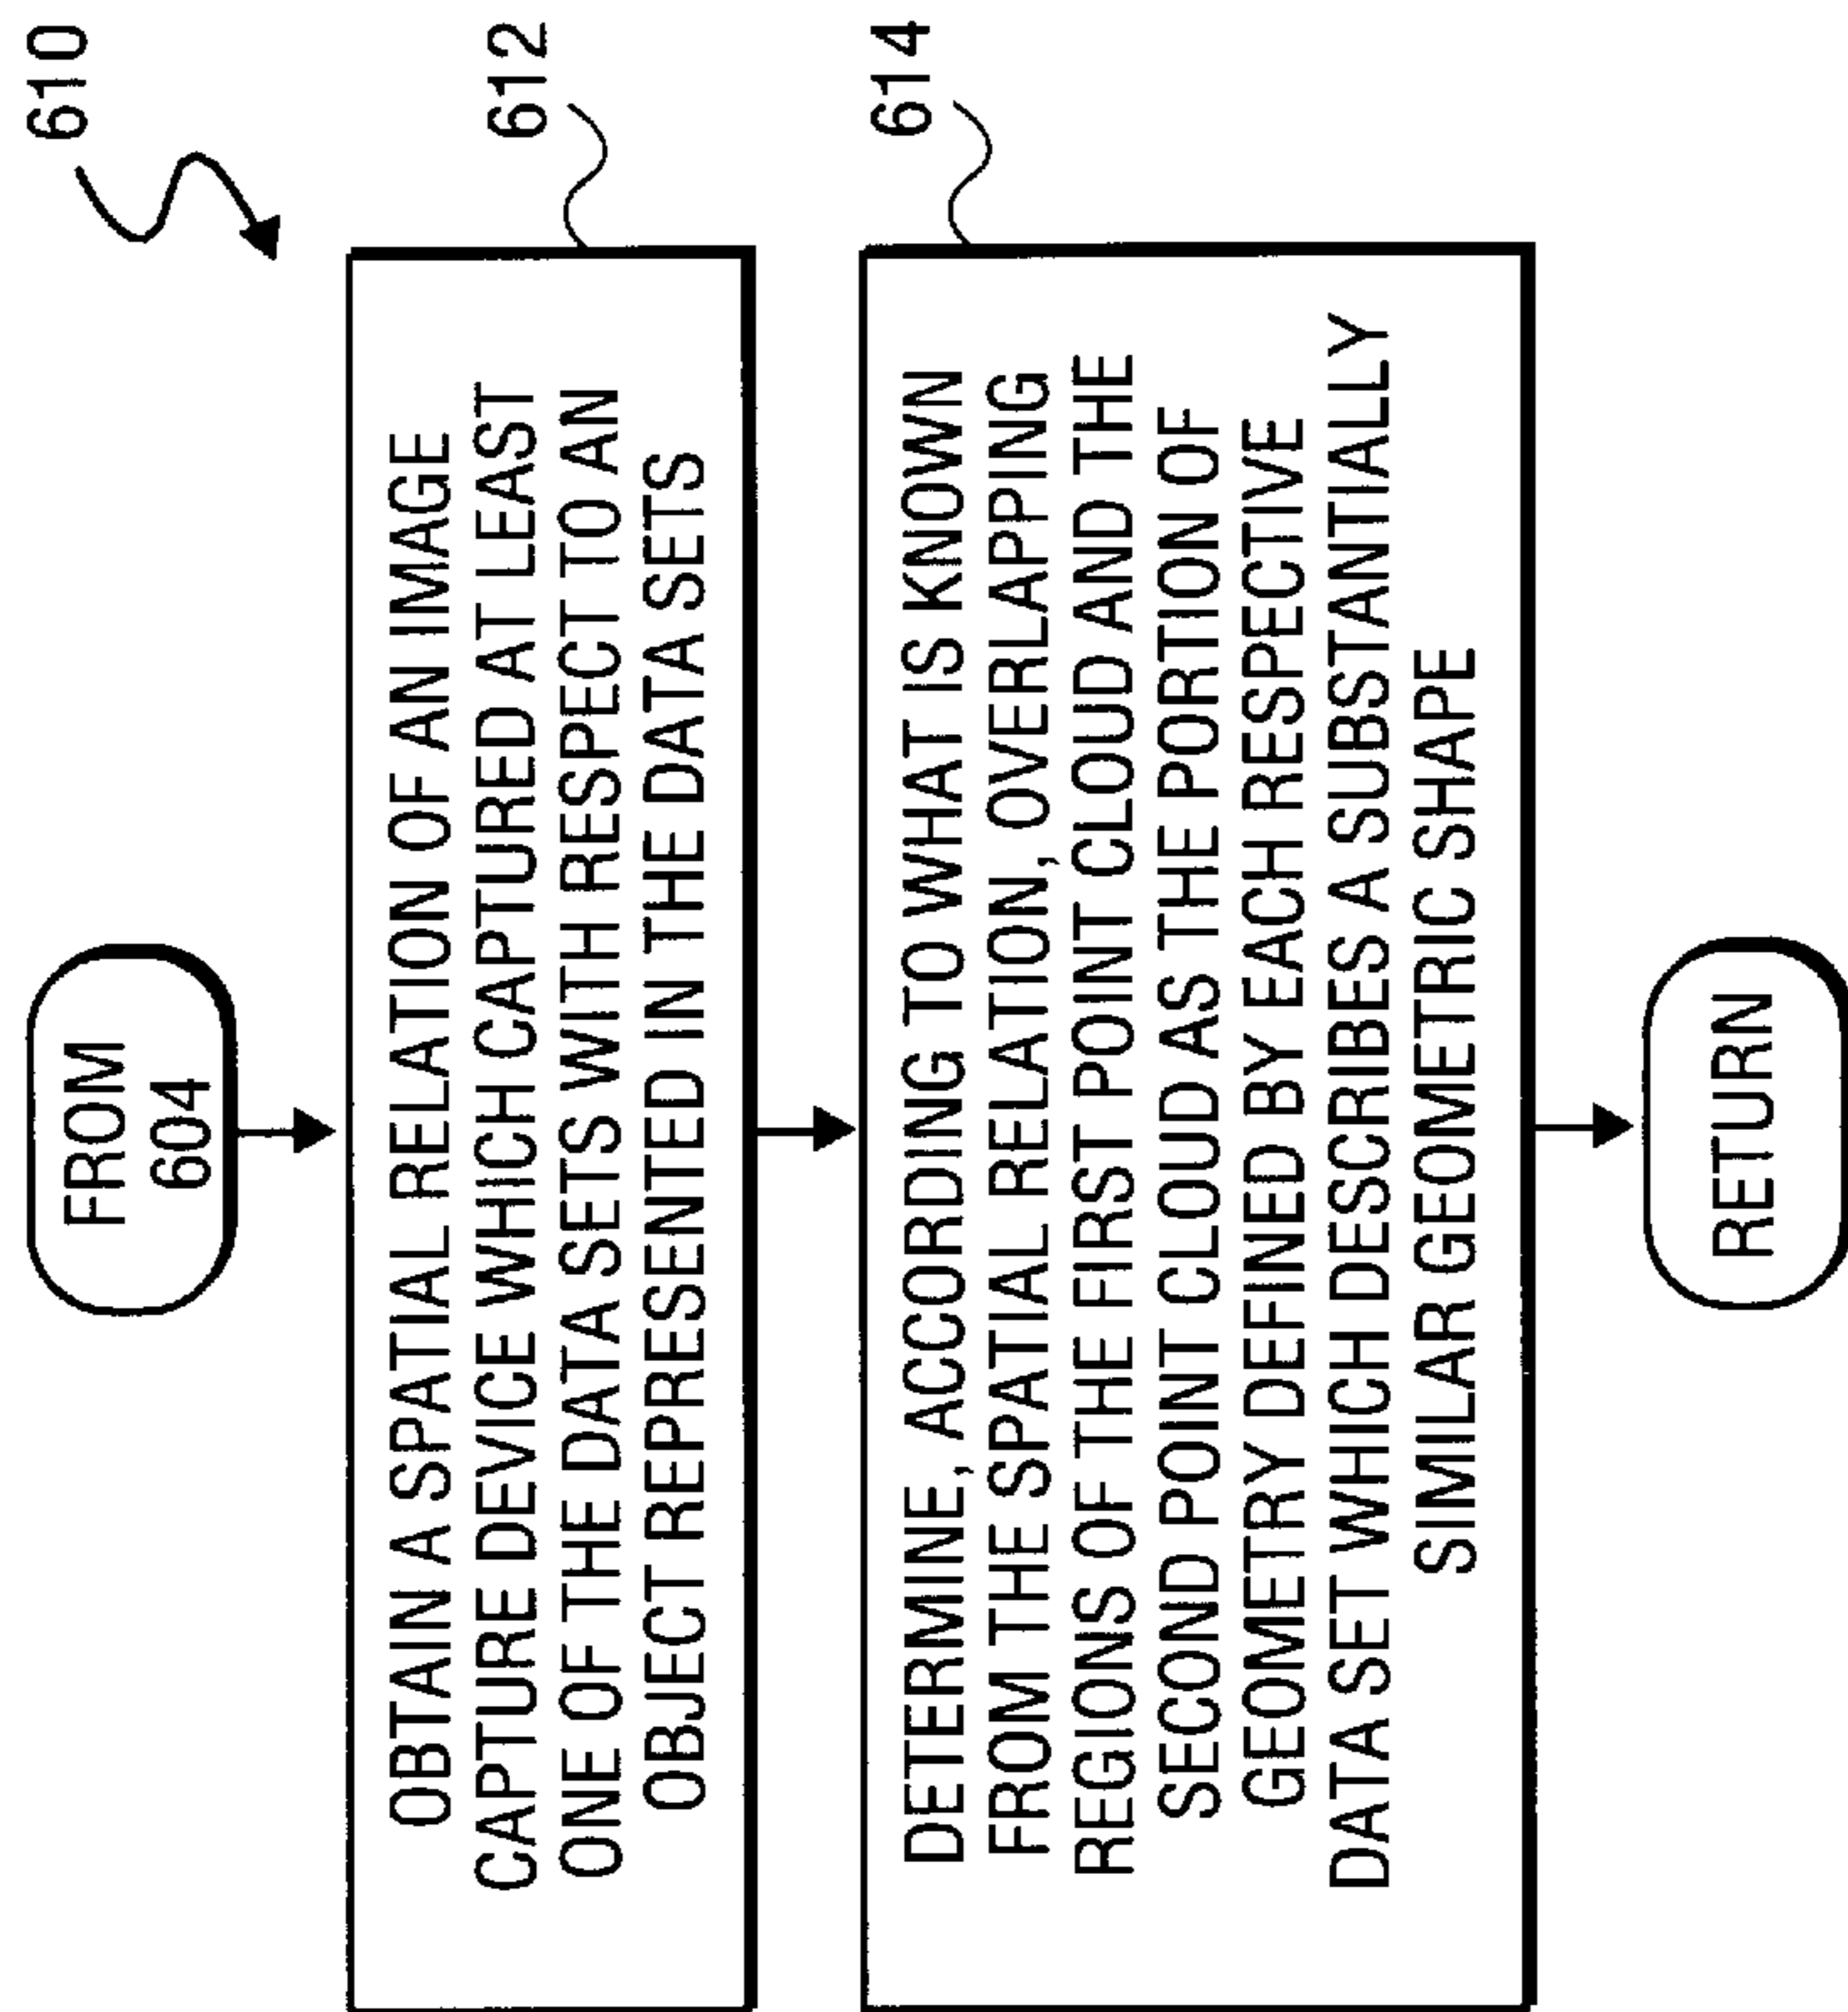 610
FROM
604
OBTAIN A SPATIAL RELATION OF AN IMAGE
CAPTURE DEVICE WHICH CAPTURED AT LEAST
ONE OF THE DATA SETS WITH RESPECT TO AN
OBJECT REPRESENTED IN THE DATA SETS
612
DETERMINE, ACCORDING TO WHAT IS KNOWN
FROM THE SPATIAL RELATION, OVERLAPPING
REGIONS OF THE FIRST POINT CLOUD AND THE
SECOND POINT CLOUD AS THE PORTION OF
GEOMETRY DEFINED BY EACH RESPECTIVE
DATA SET WHICH DESCRIBES A SUBSTANTIALLY
SIMILAR GEOMETRIC SHAPE
614
RETURN